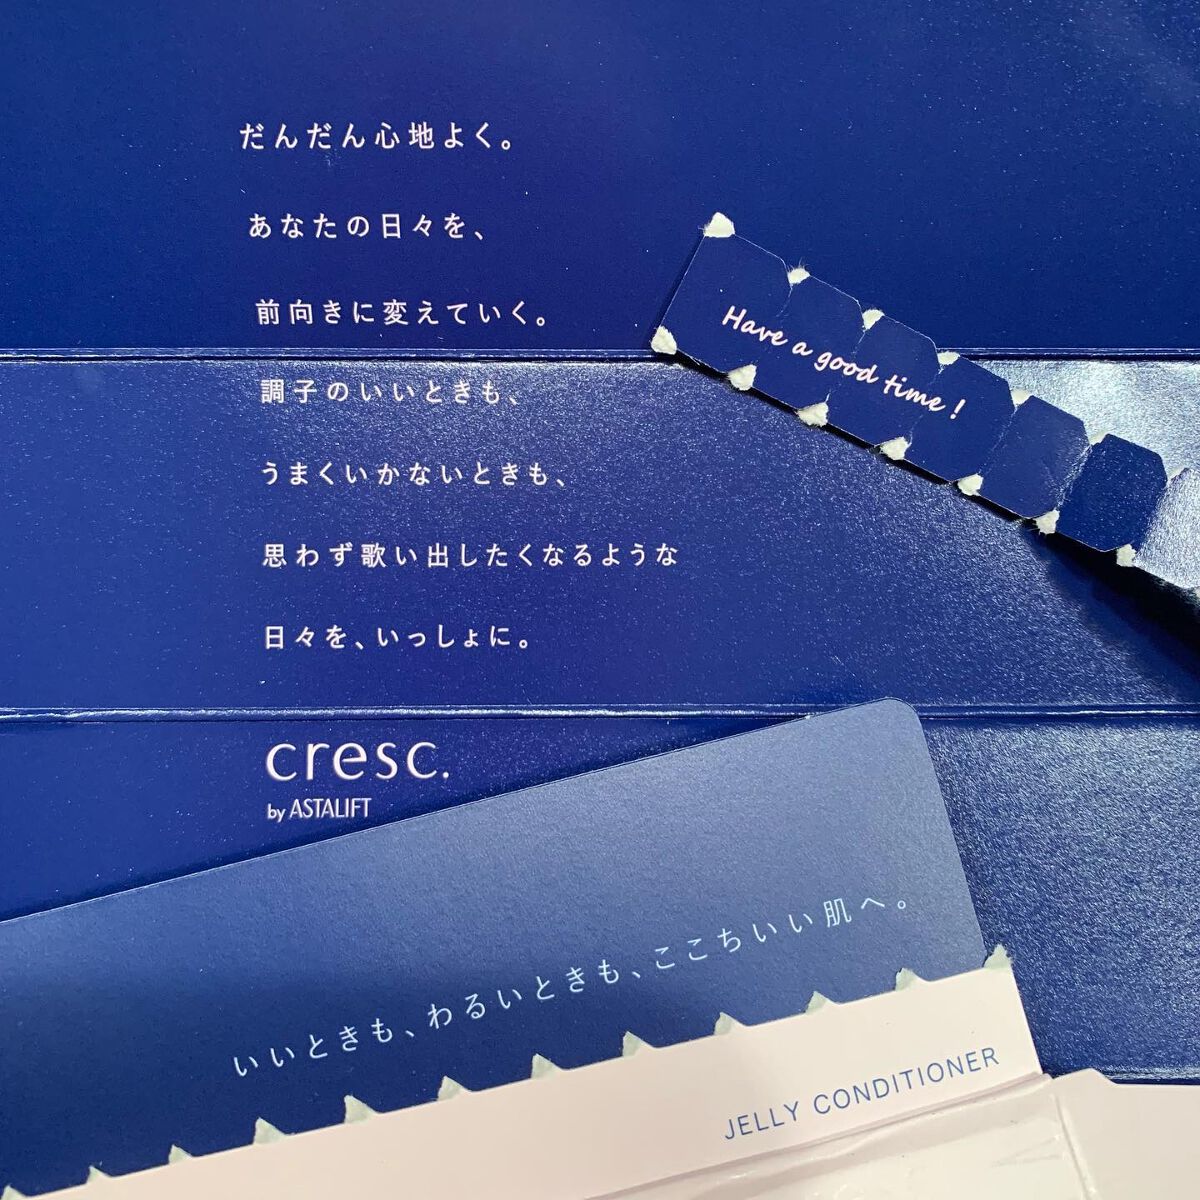 だんだん心地よく。
あなたの日々を、
前向きに変えていく。
調子のいいときも、
うまくいかないときも、
思わず歌い出したくなるような
日々を、いっしょに。
cresc.
by ASTALIFT
Have a good time!
いいときも、わるいときも、ここちいい肌へ。
JELLY CONDITIONER